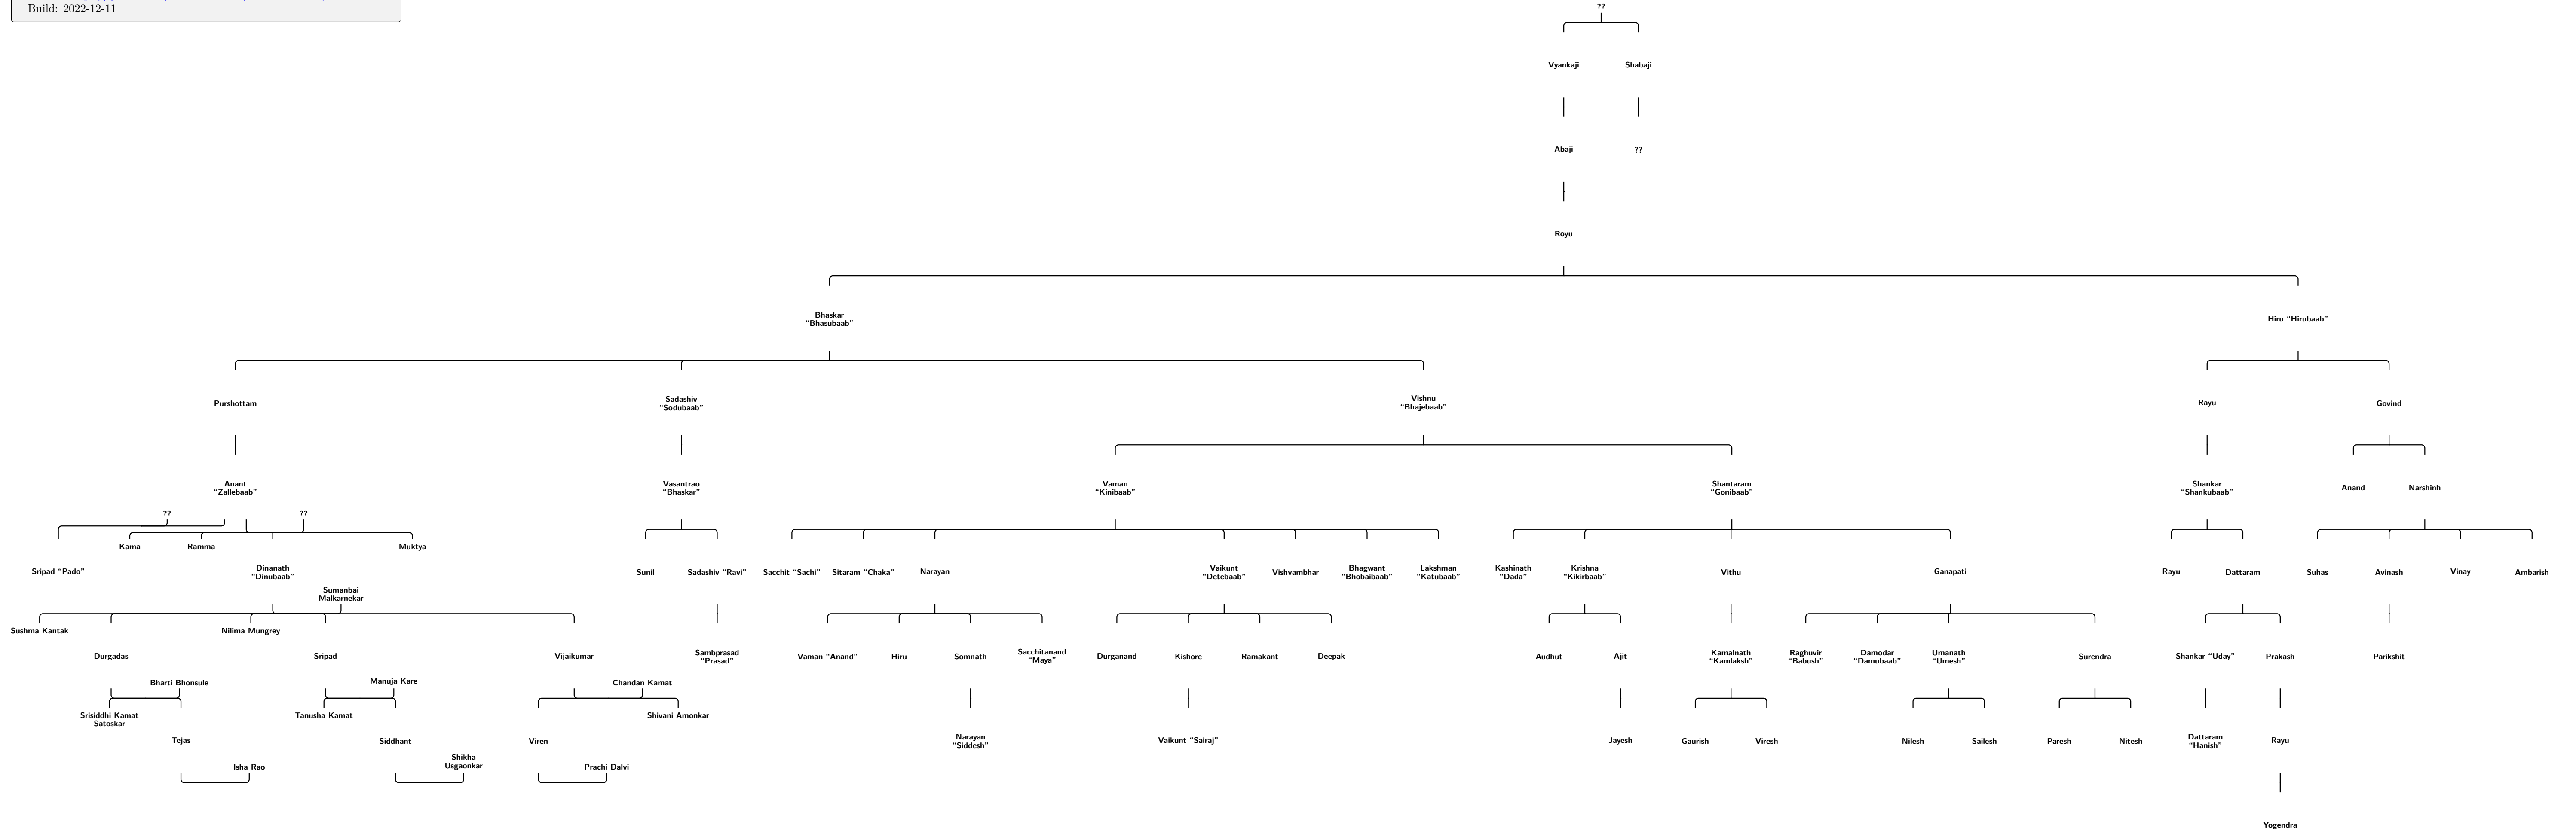 Build: 2022-12-11
??
Vyankaji
Shabaji
Abaji
??
Royu
Bhaskar
“Bhasubaab”
Hiru “Hirubaab”
Purshottam
Sadashiv
“Sodubaab”
Vishnu
“Bhajebaab”
Rayu
Govind
Anant
“Zallebaab”
Vasantrao
“Bhaskar”
Vaman
“Kinibaab”
Shantaram
“Gonibaab”
Shankar
“Shankubaab”
Anand
Narshinh
??
??
Kama
Ramma
Muktya
Sripad “Pado”
Dinanath
“Dinubaab”
Sunil
Sadashiv “Ravi”
Sacchit “Sachi”
Sitaram “Chaka”
Narayan
Vaikunt
“Detebaab”
Vishvambhar
Bhagwant
“Bhobaibaab”
Lakshman
“Katubaab”
Kashinath
“Dada”
Krishna
“Kikirbaab”
Vithu
Ganapati
Rayu
Dattaram
Suhas
Avinash
Vinay
Ambarish
Sumanbai
Malkarnekar
Sushma Kantak
Nilima Mungrey
Durgadas
Sripad
Vijaikumar
Sambprasad
“Prasad”
Vaman “Anand”
Hiru
Somnath
Sacchitanand
“Maya”
Durganand
Kishore
Ramakant
Deepak
Audhut
Ajit
Kamalnath
“Kamlaksh”
Raghuvir
“Babush”
Damodar
“Damubaab”
Umanath
“Umesh”
Surendra
Shankar “Uday”
Prakash
Parikshit
Bharti Bhonsule
Manuja Kare
Chandan Kamat
Srisiddhi Kamat
Satoskar
Tanusha Kamat
Shivani Amonkar
Tejas
Siddhant
Viren
Narayan
“Siddesh”
Vaikunt “Sairaj”
Jayesh
Gaurish
Viresh
Nilesh
Sailesh
Paresh
Nitesh
Dattaram
“Hanish”
Rayu
Isha Rao
Shikha
Usgaonkar
Prachi Dalvi
Yogendra